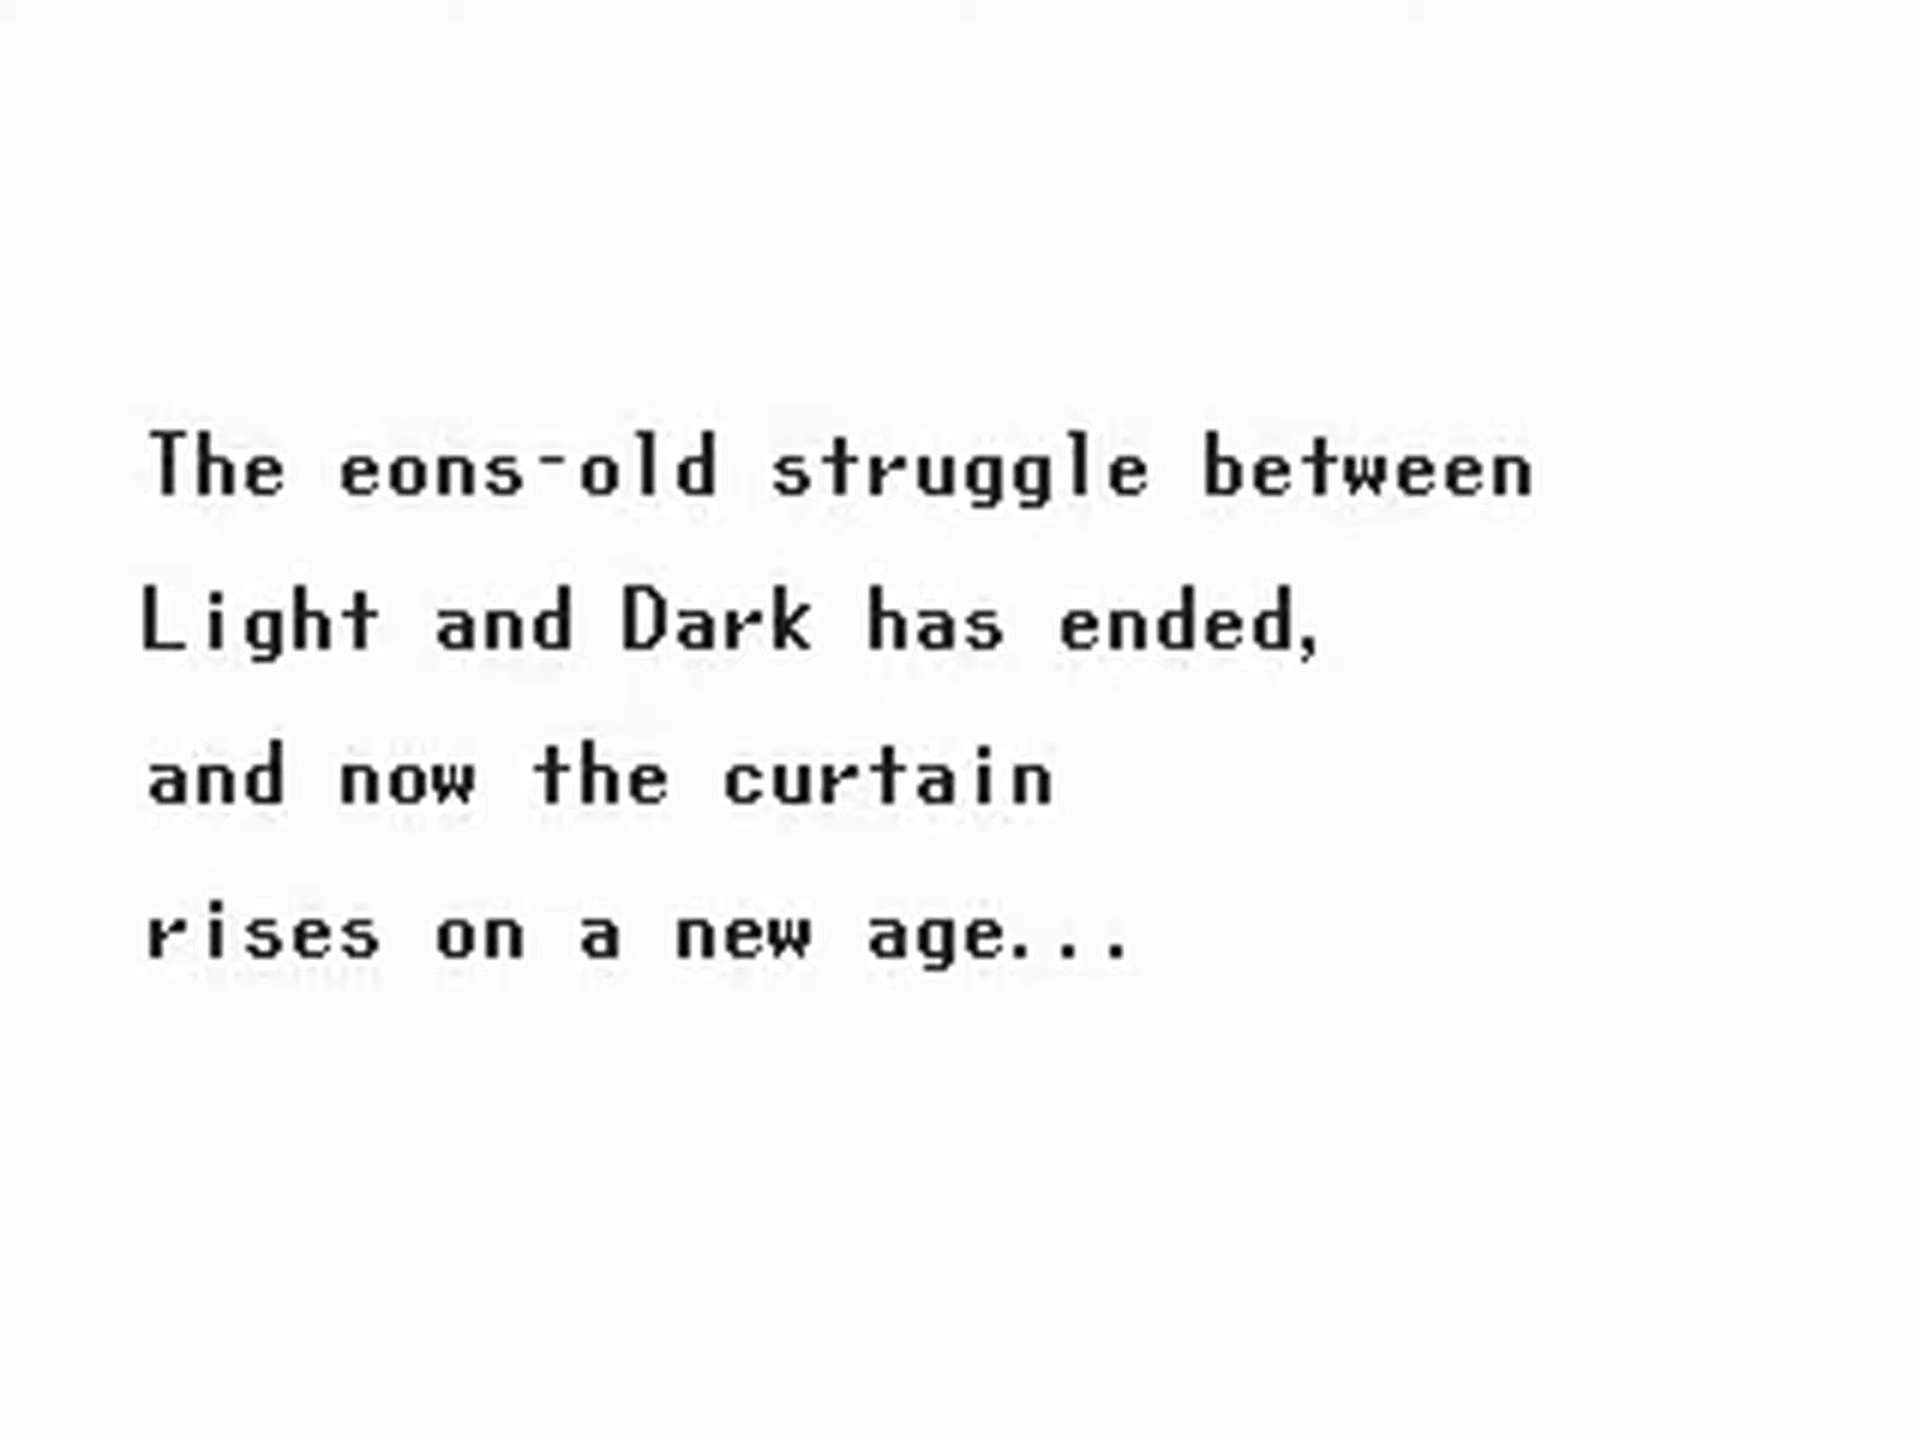 The eons-old struggle between
Light and Dark has ended,
and now the curtain
rises on a new age...